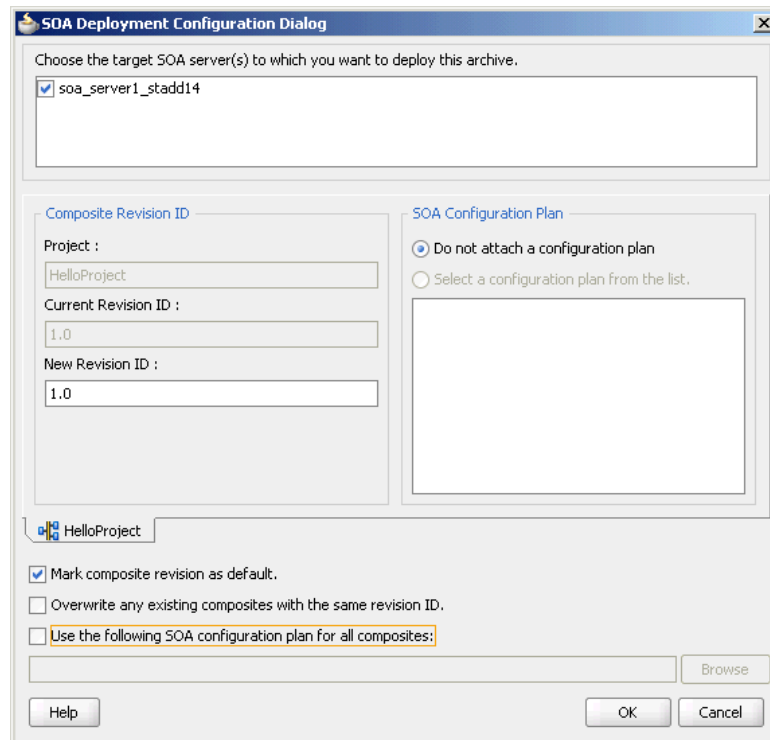 SOA Deployment Configuration Dialog
Choose the target SOA server(s) to which you want to deploy this archive.
soa_server1_stadd14
Composite Revision ID
Project :
HelloProject
Current Revision ID :
1.0
New Revision ID :
1.0
SOA Configuration Plan
Do not attach a configuration plan
Select a configuration plan from the list.
HelloProject
Mark composite revision as default.
Overwrite any existing composites with the same revision ID.
Use the following SOA configuration plan for all composites:
Browse
Help
OK
Cancel